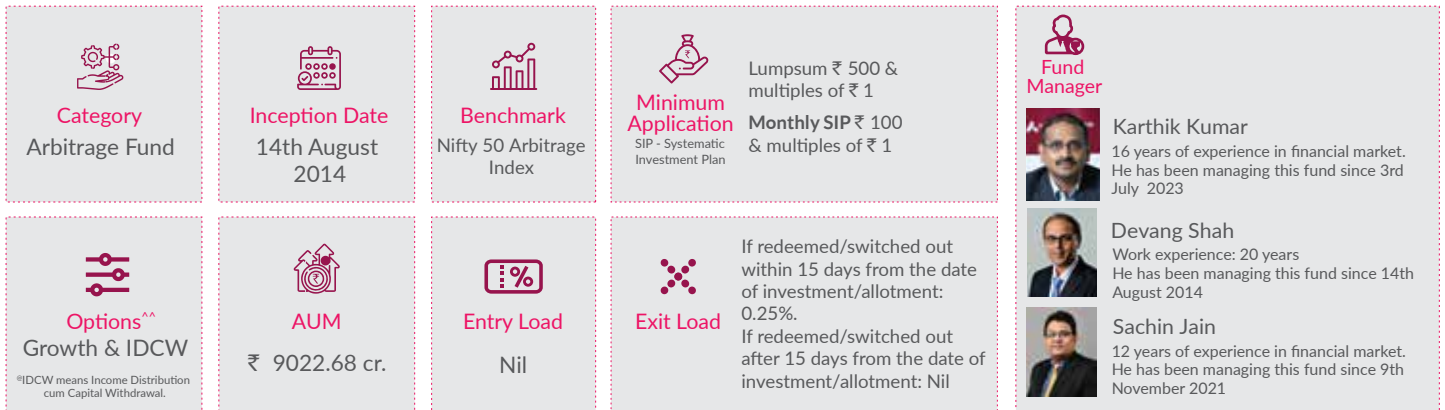 Category
Arbitrage Fund
Inception Date
14th August
2014
Benchmark
Nifty 50 Arbitrage
Index
Minimum
Application
SIP - Systematic
Investment Plan
Lumpsum ₹ 500 &
multiples of ₹ 1
Monthly SIP ₹ 100
& multiples of ₹ 1
Options^^
Growth & IDCW
@IDCW means Income Distribution
cum Capital Withdrawal.
AUM
₹ 9022.68 cr.
%
Entry Load
Nil
Exit Load
If redeemed/switched out
within 15 days from the date
of investment/allotment:
0.25%.
If redeemed/switched out
after 15 days from the date of
investment/allotment: Nil
Fund
Manager
Karthik Kumar
16 years of experience in financial market.
He has been managing this fund since 3rd
July 2023
Devang Shah
Work experience: 20 years
He has been managing this fund since 14th
August 2014
Sachin Jain
12 years of experience in financial market.
He has been managing this fund since 9th
November 2021